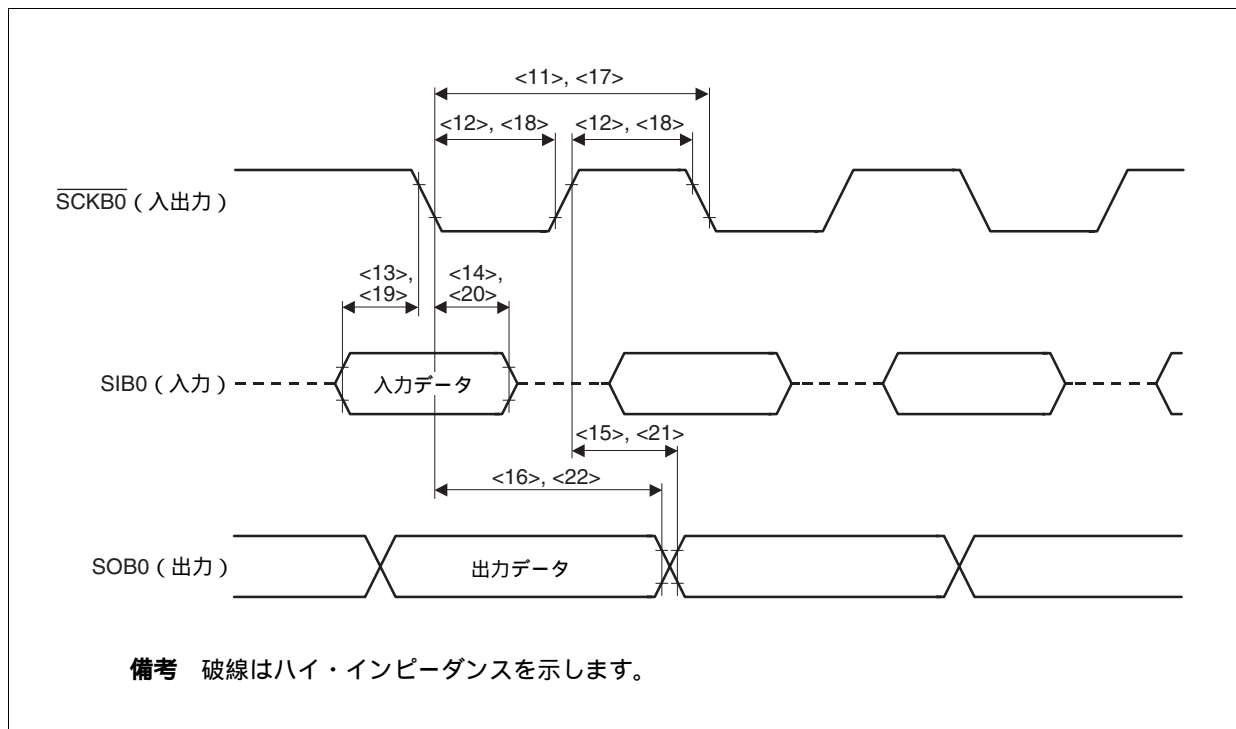 <11>, <17>
<12>, <18> <12>, <18>
SCKB0（入出力）
<13>, <14>,
<19> <20>
SIB0（入力）
入力データ
<15>, <21>
<16>, <22>
SOB0（出力）
出力データ
備考　破線はハイ・インピーダンスを示します。